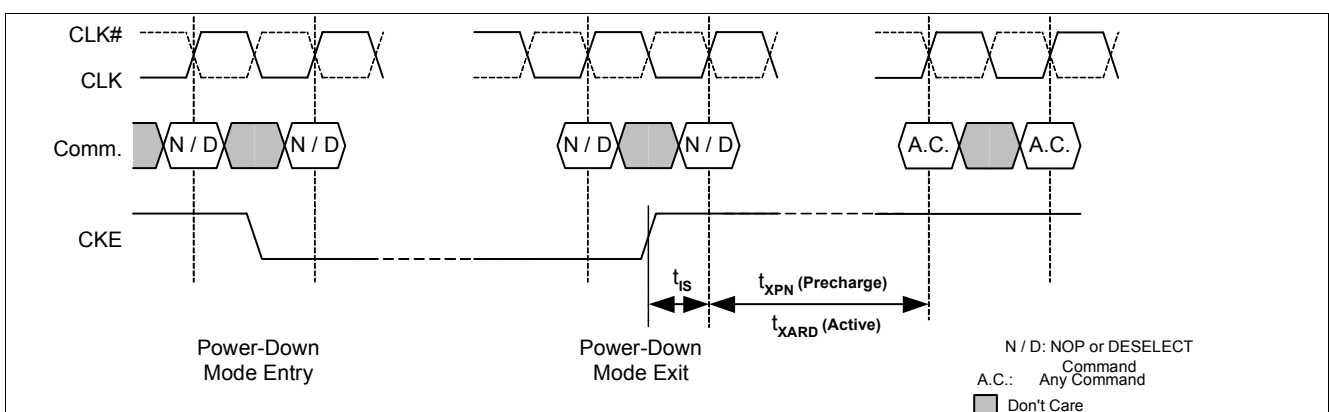 CLK#
CLK
Comm.
N / D
N / D
N / D
N / D
A.C.
A.C.
CKE
tIS
tXPN (Precharge)
tXARD (Active)
Power-Down
Mode Entry
Power-Down
Mode Exit
N / D: NOP or DESELECT
Command
A.C.: Any Command
Don't Care